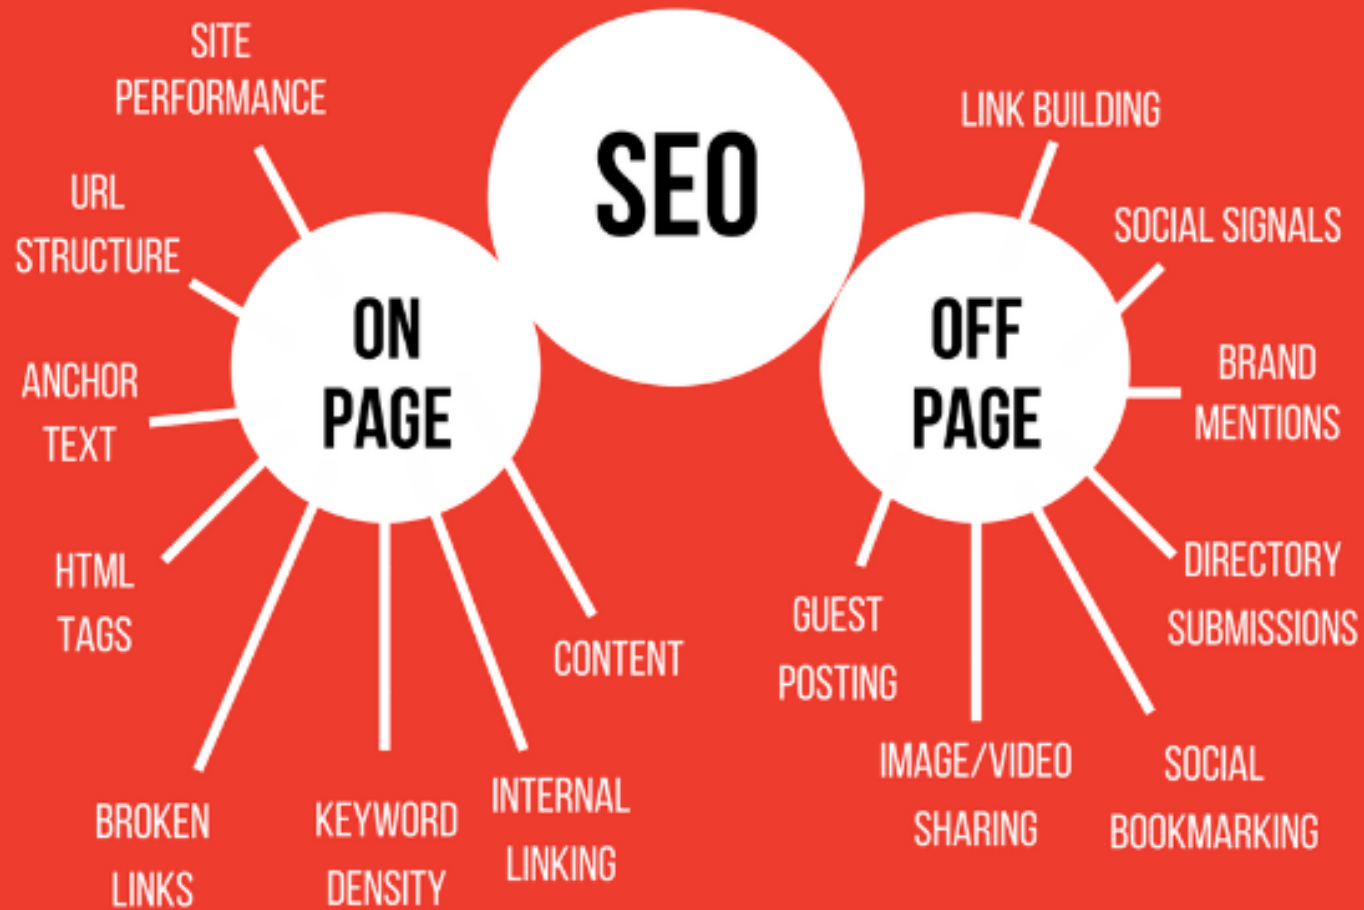 SEO
ON
PAGE
SITE
PERFORMANCE
URL
STRUCTURE
ANCHOR
TEXT
HTML
TAGS
BROKEN
LINKS
KEYWORD
DENSITY
INTERNAL
LINKING
CONTENT
OFF
PAGE
LINK BUILDING
SOCIAL SIGNALS
BRAND
MENTIONS
DIRECTORY
SUBMISSIONS
SOCIAL
BOOKMARKING
IMAGE/VIDEO
SHARING
GUEST
POSTING